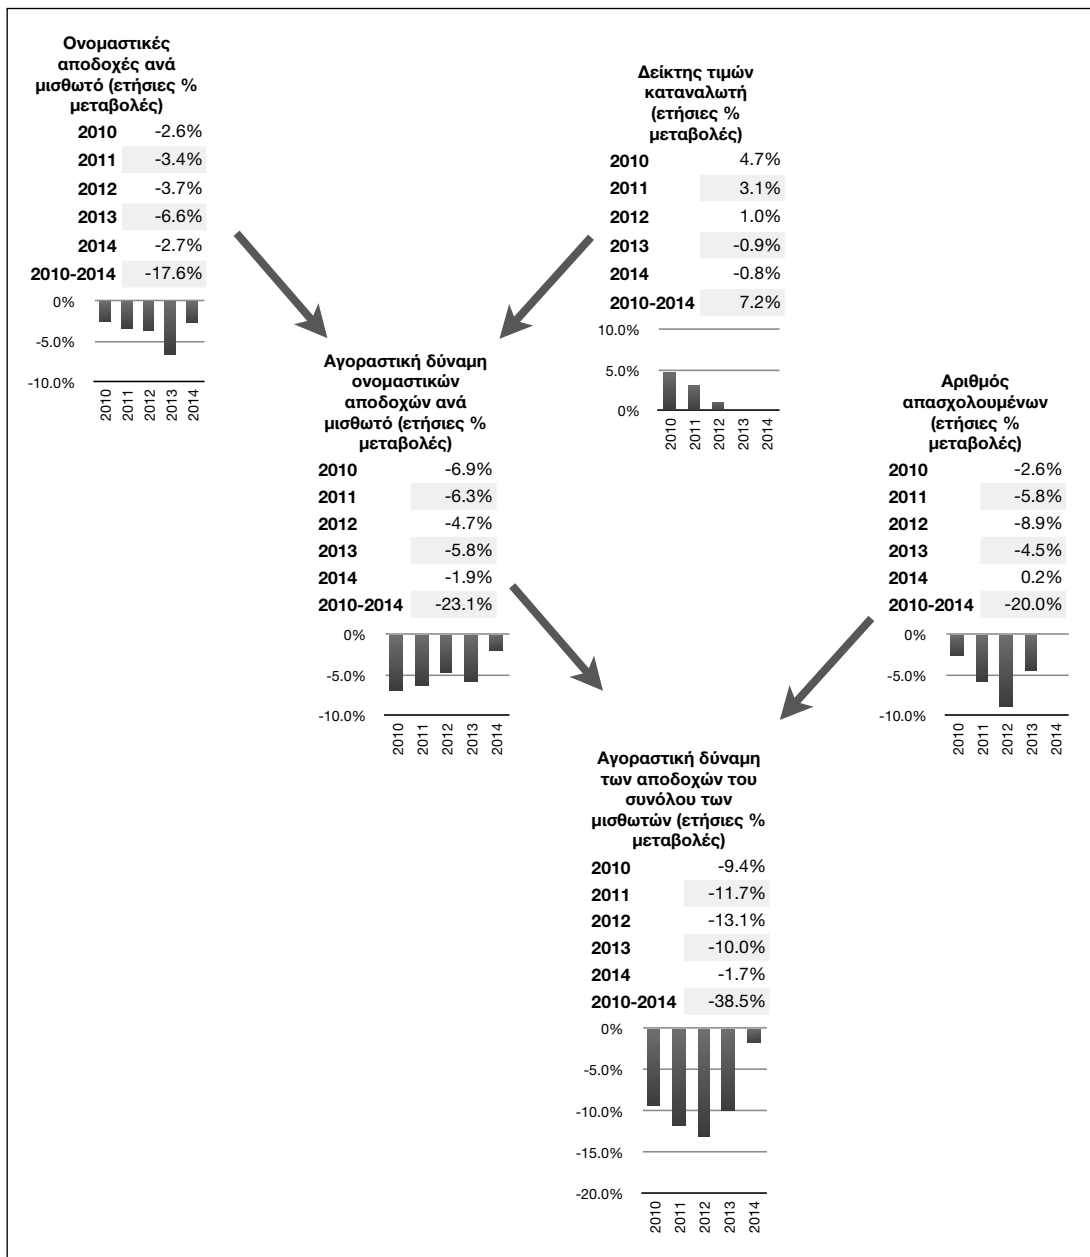 Ονομαστικές
αποδοχές ανά
μισθωτό (ετήσιες %
μεταβολές)
2010 -2.6%
2011 -3.4%
2012 -3.7%
2013 -6.6%
2014 -2.7%
2010-2014 -17.6%
0%
-5.0%
-10.0%
2010 2011 2012 2013 2014
Δείκτης τιμών
καταναλωτή
(ετήσιες %
μεταβολές)
2010 4.7%
2011 3.1%
2012 1.0%
2013 -0.9%
2014 -0.8%
2010-2014 7.2%
10.0%
5.0%
0%
2010 2011 2012 2013 2014
Αγοραστική δύναμη
ονομαστικών
αποδοχών ανά
μισθωτό (ετήσιες %
μεταβολές)
2010 -6.9%
2011 -6.3%
2012 -4.7%
2013 -5.8%
2014 -1.9%
2010-2014 -23.1%
0%
-5.0%
-10.0%
2010 2011 2012 2013 2014
Αριθμός
απασχολουμένων
(ετήσιες %
μεταβολές)
2010 -2.6%
2011 -5.8%
2012 -8.9%
2013 -4.5%
2014 0.2%
2010-2014 -20.0%
0%
-5.0%
-10.0%
2010 2011 2012 2013 2014
Αγοραστική δύναμη
των αποδοχών του
συνόλου των
μισθωτών (ετήσιες %
μεταβολές)
2010 -9.4%
2011 -11.7%
2012 -13.1%
2013 -10.0%
2014 -1.7%
2010-2014 -38.5%
0%
-5.0%
-10.0%
-15.0%
-20.0%
2010 2011 2012 2013 2014